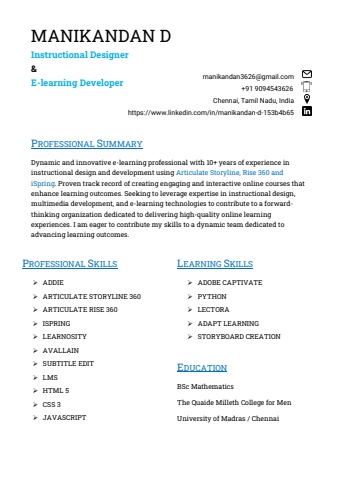 MANIKANDAN D
Instructional Designer
&
E-learning Developer
manikandan3626@gmail.com
+91 9094543626
Chennai, Tamil Nadu, India
https://www.linkedin.com/in/manikandan-d-153b4b65
PROFESSIONAL SUMMARY
Dynamic and innovative e-learning professional with 10+ years of experience in
instructional design and development using Articulate Storyline, Rise 360 and
iSpring. Proven track record of creating engaging and interactive online courses that
enhance learning outcomes. Seeking to leverage expertise in instructional design,
multimedia development, and e-learning technologies to contribute to a forward-
thinking organization dedicated to delivering high-quality online learning
experiences. I am eager to contribute my skills to a dynamic team dedicated to
advancing learning outcomes.
PROFESSIONAL SKILLS
ADDIE
ARTICULATE STORYLINE 360
ARTICULATE RISE 360
ISPRING
LEARNOSITY
AVALLAIN
SUBTITLE EDIT
LMS
HTML 5
CSS 3
JAVASCRIPT
LEARNING SKILLS
ADOBE CAPTIVATE
PYTHON
LECTORA
ADAPT LEARNING
STORYBOARD CREATION
EDUCATION
BSc Mathematics
The Quaide Milleth College for Men
University of Madras / Chennai